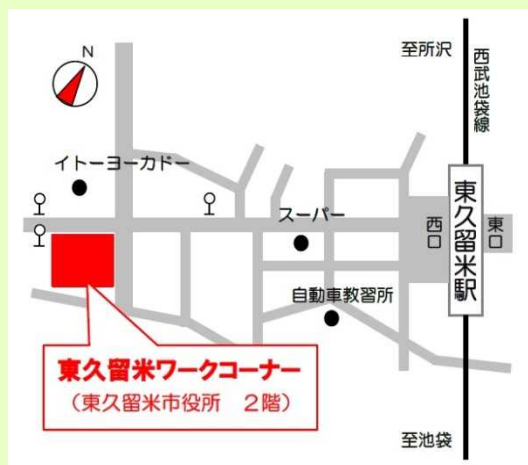 N
至所沢
西武池袋線
イトーヨーカドー
スーパー
西口
東久留米駅
東口
自動車教習所
東久留米ワークコーナー
（東久留米市役所　2階）
至池袋